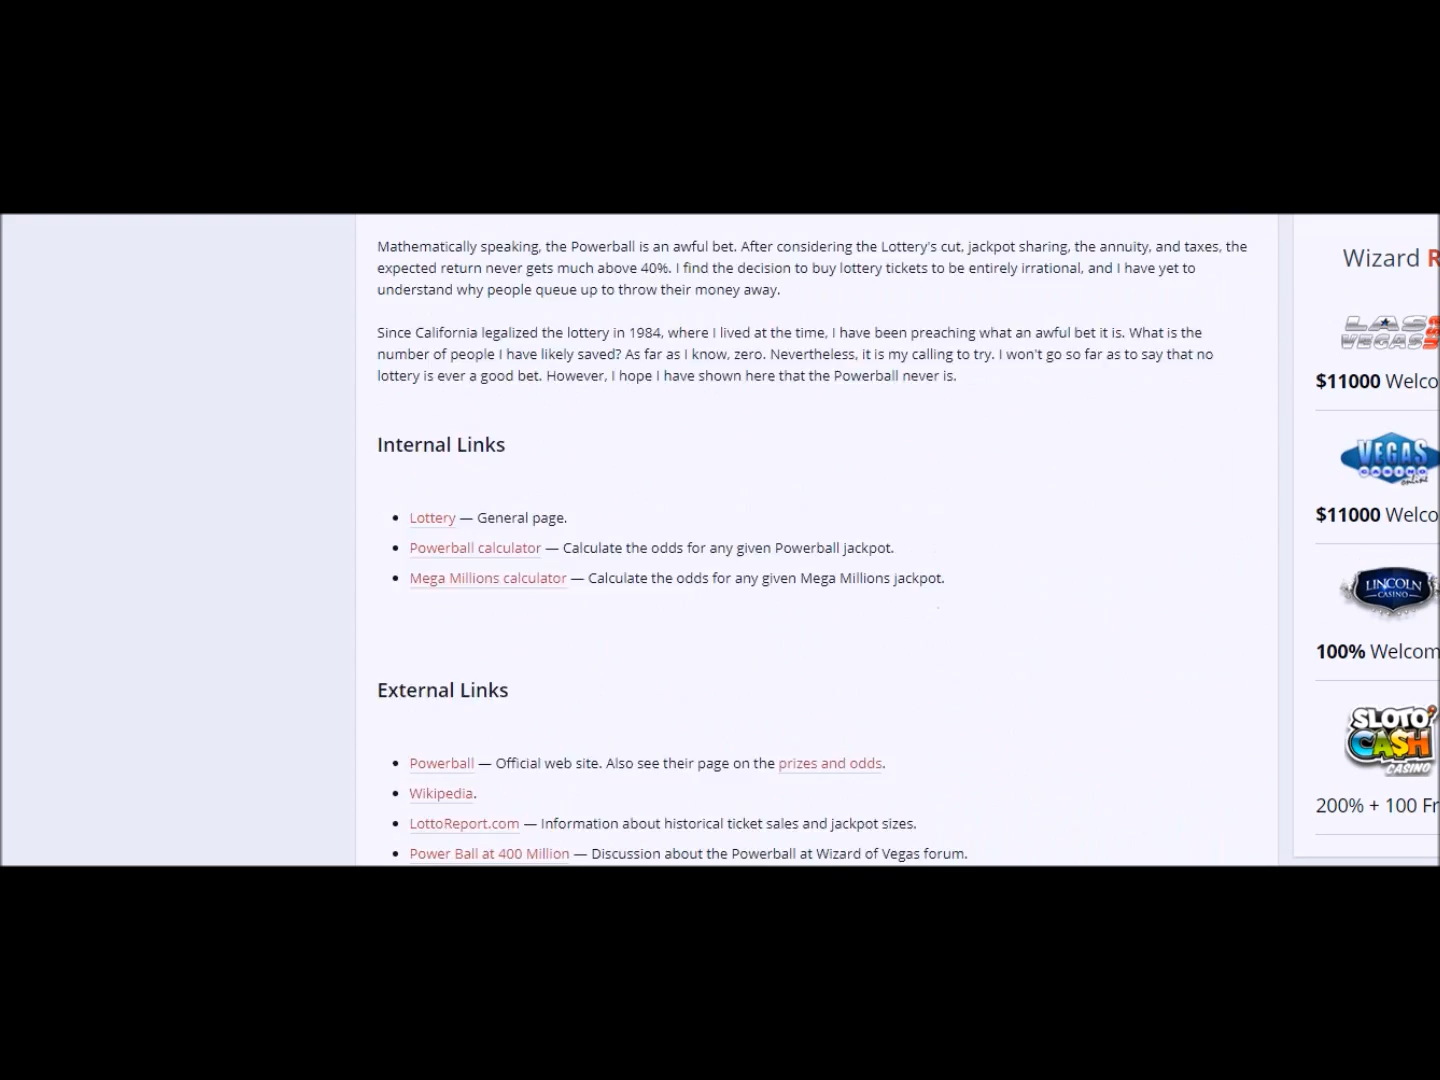 Mathematically speaking, the Powerball is an awful bet. After considering the Lottery's cut, jackpot sharing, the annuity, and taxes, the
expected return never gets much above 40%. I find the decision to buy lottery tickets to be entirely irrational, and I have yet to
understand why people queue up to throw their money away.
Since California legalized the lottery in 1984, where I lived at the time, I have been preaching what an awful bet it is. What is the
number of people I have likely saved? As far as I know, zero. Nevertheless, it is my calling to try. I won't go so far as to say that no
lottery is ever a good bet. However, I hope I have shown here that the Powerball never is.
Internal Links
• Lottery — General page.
• Powerball calculator — Calculate the odds for any given Powerball jackpot.
• Mega Millions calculator — Calculate the odds for any given Mega Millions jackpot.
External Links
• Powerball — Official web site. Also see their page on the prizes and odds.
• Wikipedia.
• LottoReport.com — Information about historical ticket sales and jackpot sizes.
• Power Ball at 400 Million — Discussion about the Powerball at Wizard of Vegas forum.
Wizard R
LAS
VEGAS
$11000 Welco
VEGAS
CASINO
online
$11000 Welco
LINCOLN
CASINO
100% Welcom
SLOTO'
CASH
CASINO
200% + 100 Fr